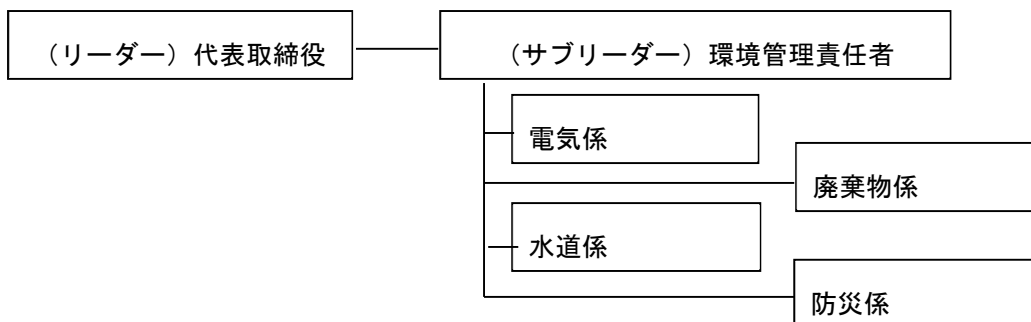 （リーダー）代表取締役
（サブリーダー）環境管理責任者
電気係
廃棄物係
水道係
防災係